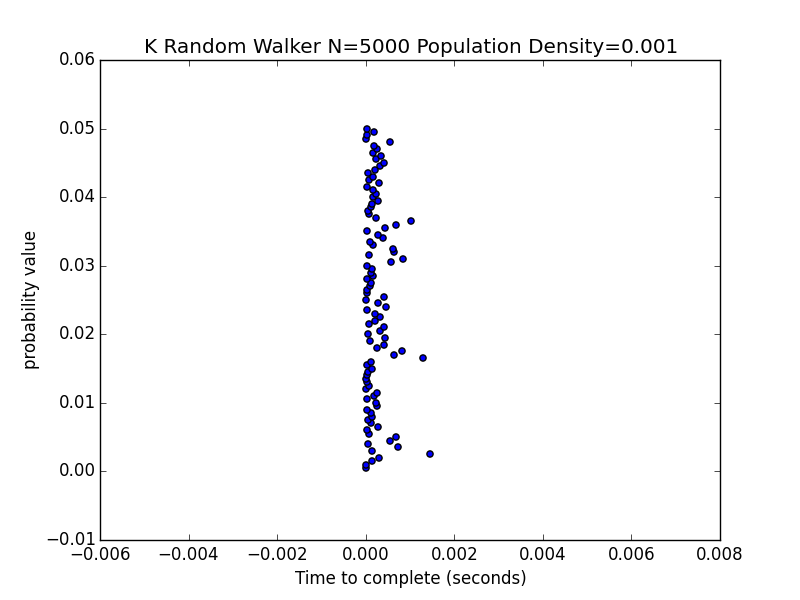 K Random Walker N=5000 Population Density=0.001
0.06
0.05
0.04
0.03
0.02
0.01
0.00
−0.01
probability value
−0.006 −0.004 −0.002 0.000 0.002 0.004 0.006 0.008
Time to complete (seconds)